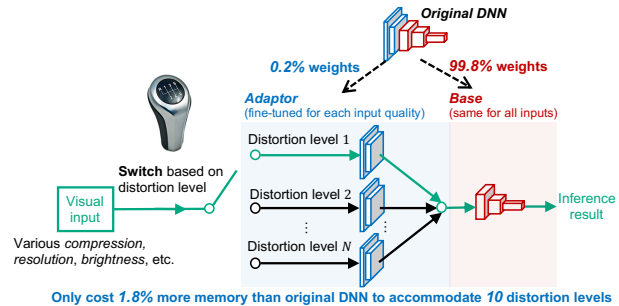 Original DNN
0.2% weights
99.8% weights
Adaptor
(fine-tuned for each input quality)
Base
(same for all inputs)
Distortion level 1
Switch based on
distortion level
Visual
input
Distortion level 2
...
...
Distortion level N
Inference
result
Various compression,
resolution, brightness, etc.
Only cost 1.8% more memory than original DNN to accommodate 10 distortion levels